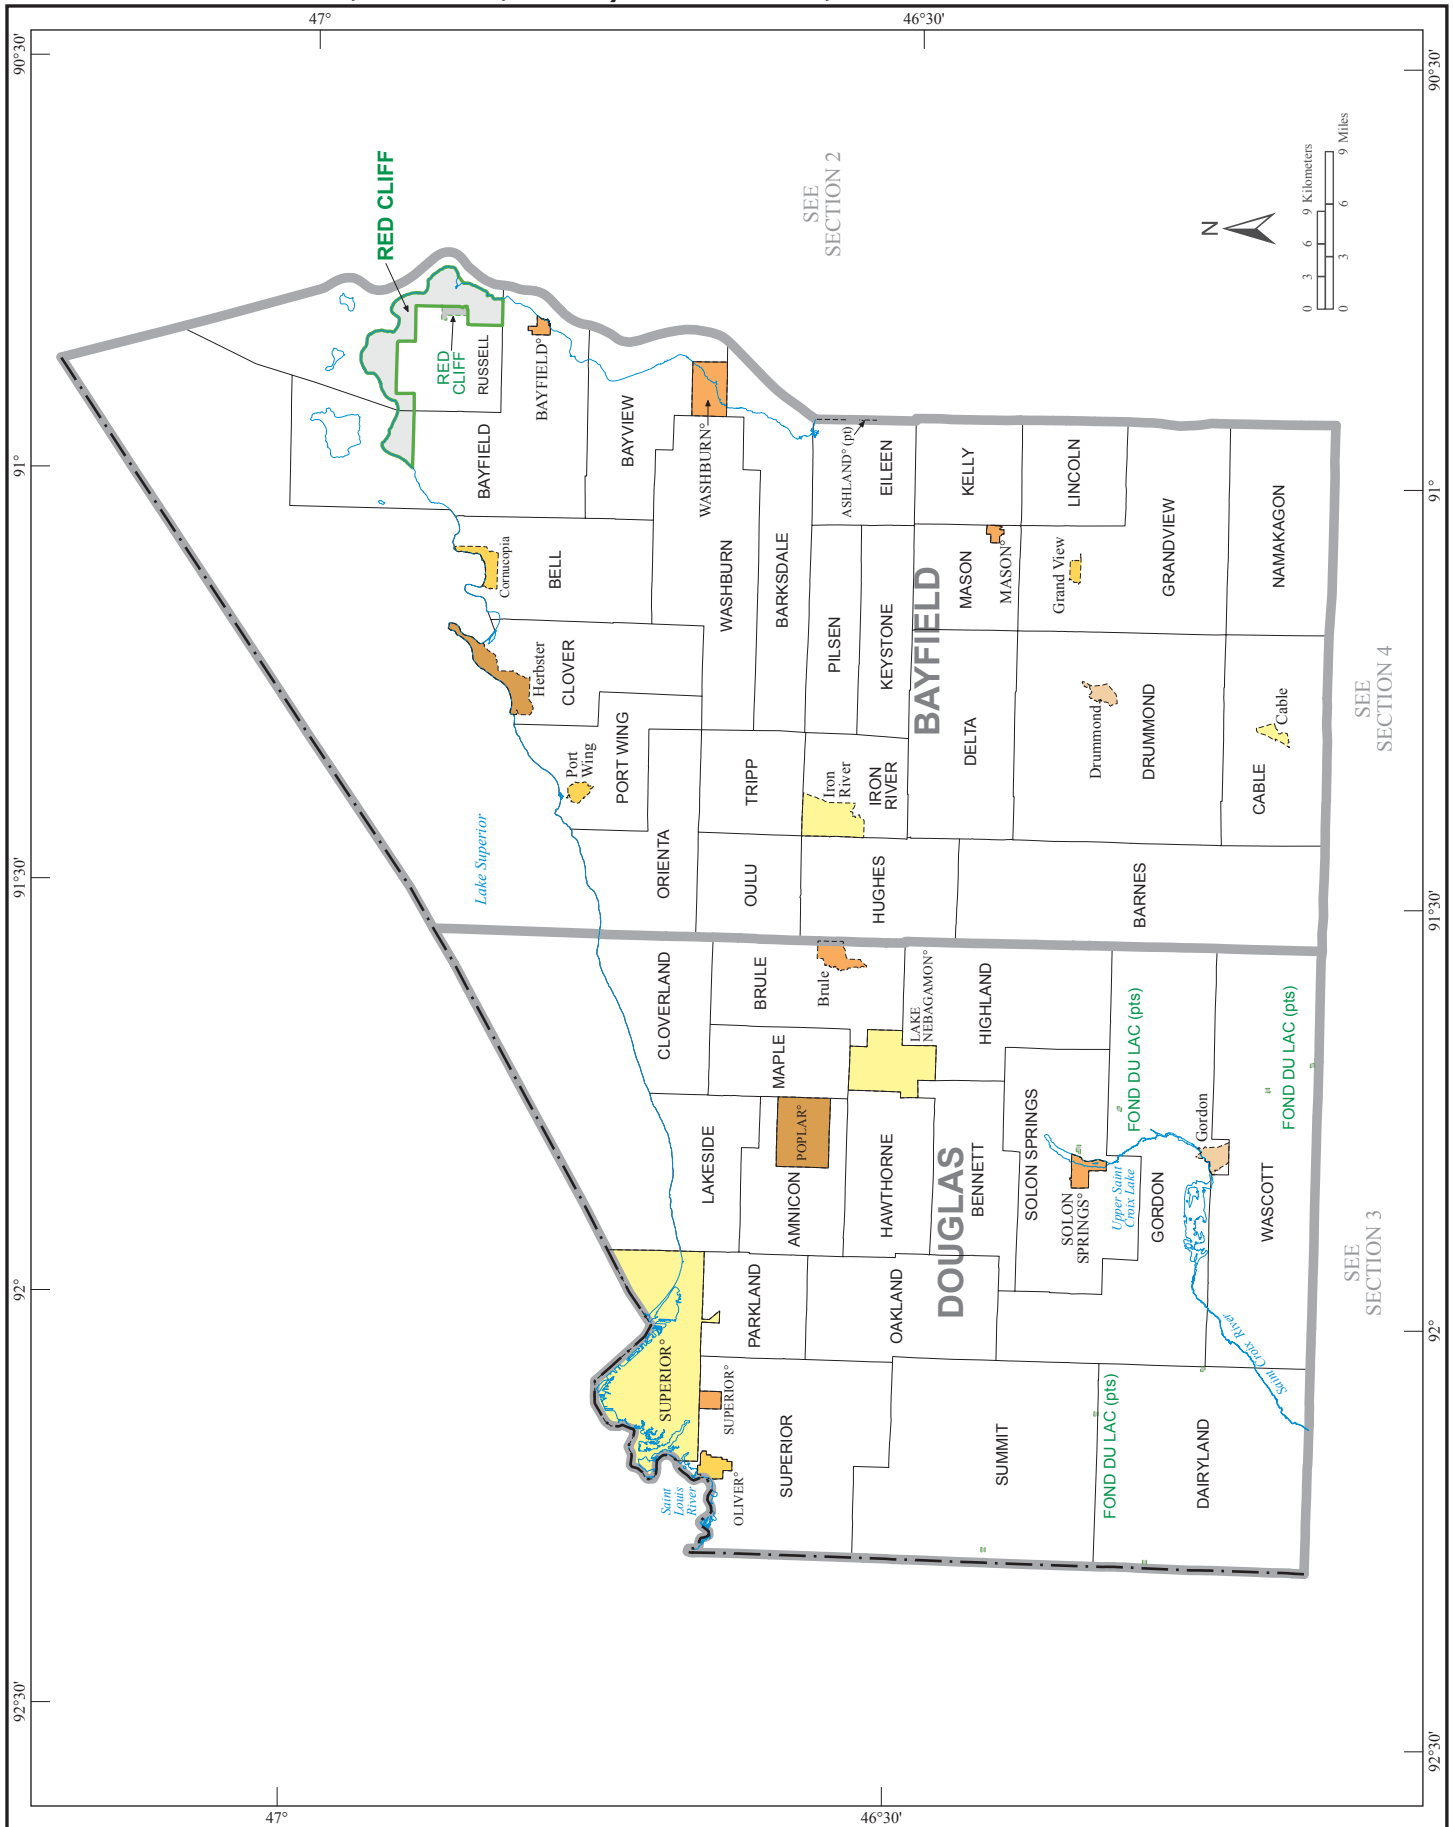 47°
46°30'
90°30'
90°30'
91°
91°
91°30'
91°30'
92°
92°
92°30'
92°30'
47°
46°30'
SEE
SECTION 2
SEE
SECTION 4
SEE
SECTION 3
N
0 3 6 9 Kilometers
0 3 6 9 Miles
RED CLIFF
RED
CLIFF
RUSSELL
BAYFIELD°
BAYFIELD
BAYVIEW
WASHBURN°
WASHBURN
BARKSDALE
ASHLAND° (pt)
EILEEN
KELLY
LINCOLN
Cornucopia
BELL
Herbster
CLOVER
Port
Wing
PORT WING
ORIENTA
TRIPP
OULU
PILSEN
KEYSTONE
BAYFIELD
MASON
MASON°
Grand View
GRANDVIEW
NAMAKAGON
Iron
River
IRON
RIVER
DELTA
Drummond
DRUMMOND
Cable
CABLE
HUGHES
BARNES
Lake Superior
CLOVERLAND
BRULE
Brule
LAKE
NEBAGAMON°
HIGHLAND
MAPLE
POPLAR°
LAKESIDE
AMNICON
HAWTHORNE
DOUGLAS
BENNETT
SOLON SPRINGS
SOLON
SPRINGS°
Upper Saint
Croix Lake
FOND DU LAC (pts)
FOND DU LAC (pts)
Gordon
GORDON
WASCOTT
Saint Croix River
PARKLAND
OAKLAND
SUPERIOR°
SUPERIOR°
OLIVER°
Saint
Louis
River
SUPERIOR
SUMMIT
FOND DU LAC (pts)
DAIRYLAND